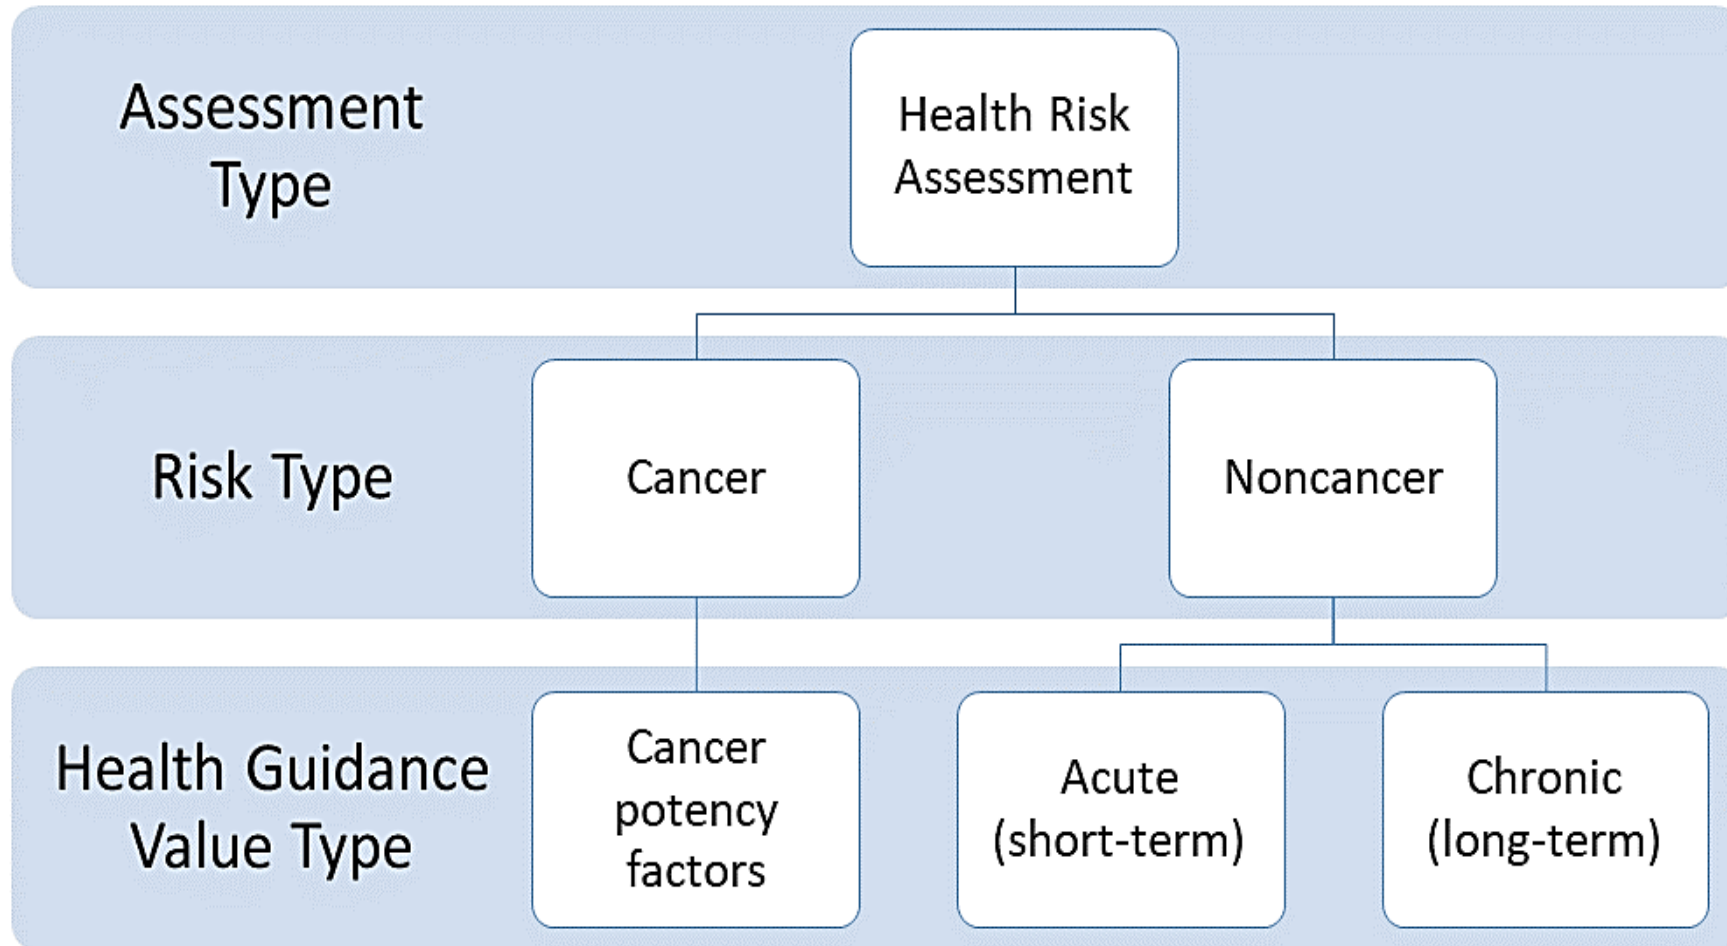 Assessment
Type
Health Risk
Assessment
Risk Type
Cancer
Noncancer
Health Guidance
Value Type
Cancer
potency
factors
Acute
(short-term)
Chronic
(long-term)